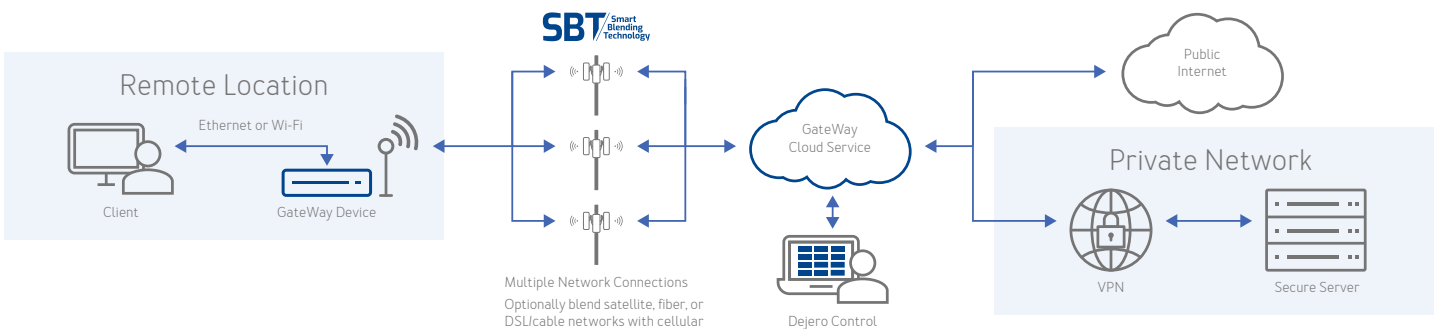 SBT Smart
Blending
Technology
Remote Location
Ethernet or Wi-Fi
Client
GateWay Device
Multiple Network Connections
Optionally blend satellite, fiber, or
DSL/cable networks with cellular
GateWay
Cloud Service
Dejero Control
Public
Internet
Private Network
VPN
Secure Server